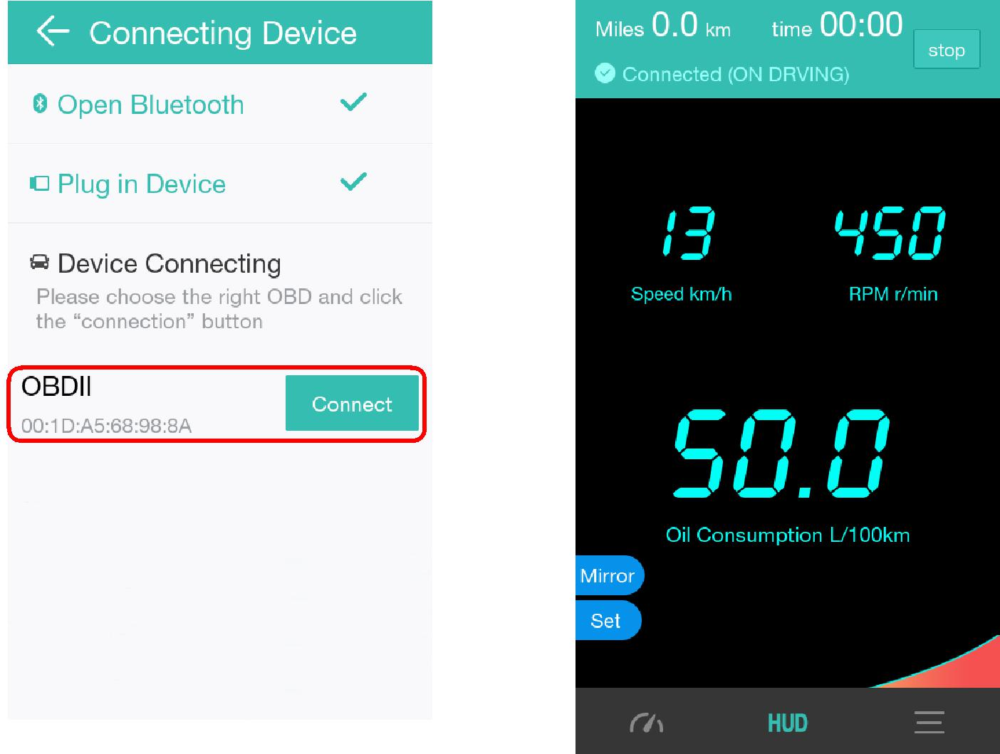 Connecting Device
Open Bluetooth
Plug in Device
Device Connecting
Please choose the right OBD and click
the “connection” button
OBDII
00:1D:A5:68:98:8A
Connect
Miles 0.0 km
time 00:00
stop
Connected (ON DRVING)
13
Speed km/h
450
RPM r/min
50.0
Oil Consumption L/100km
Mirror
Set
HUD